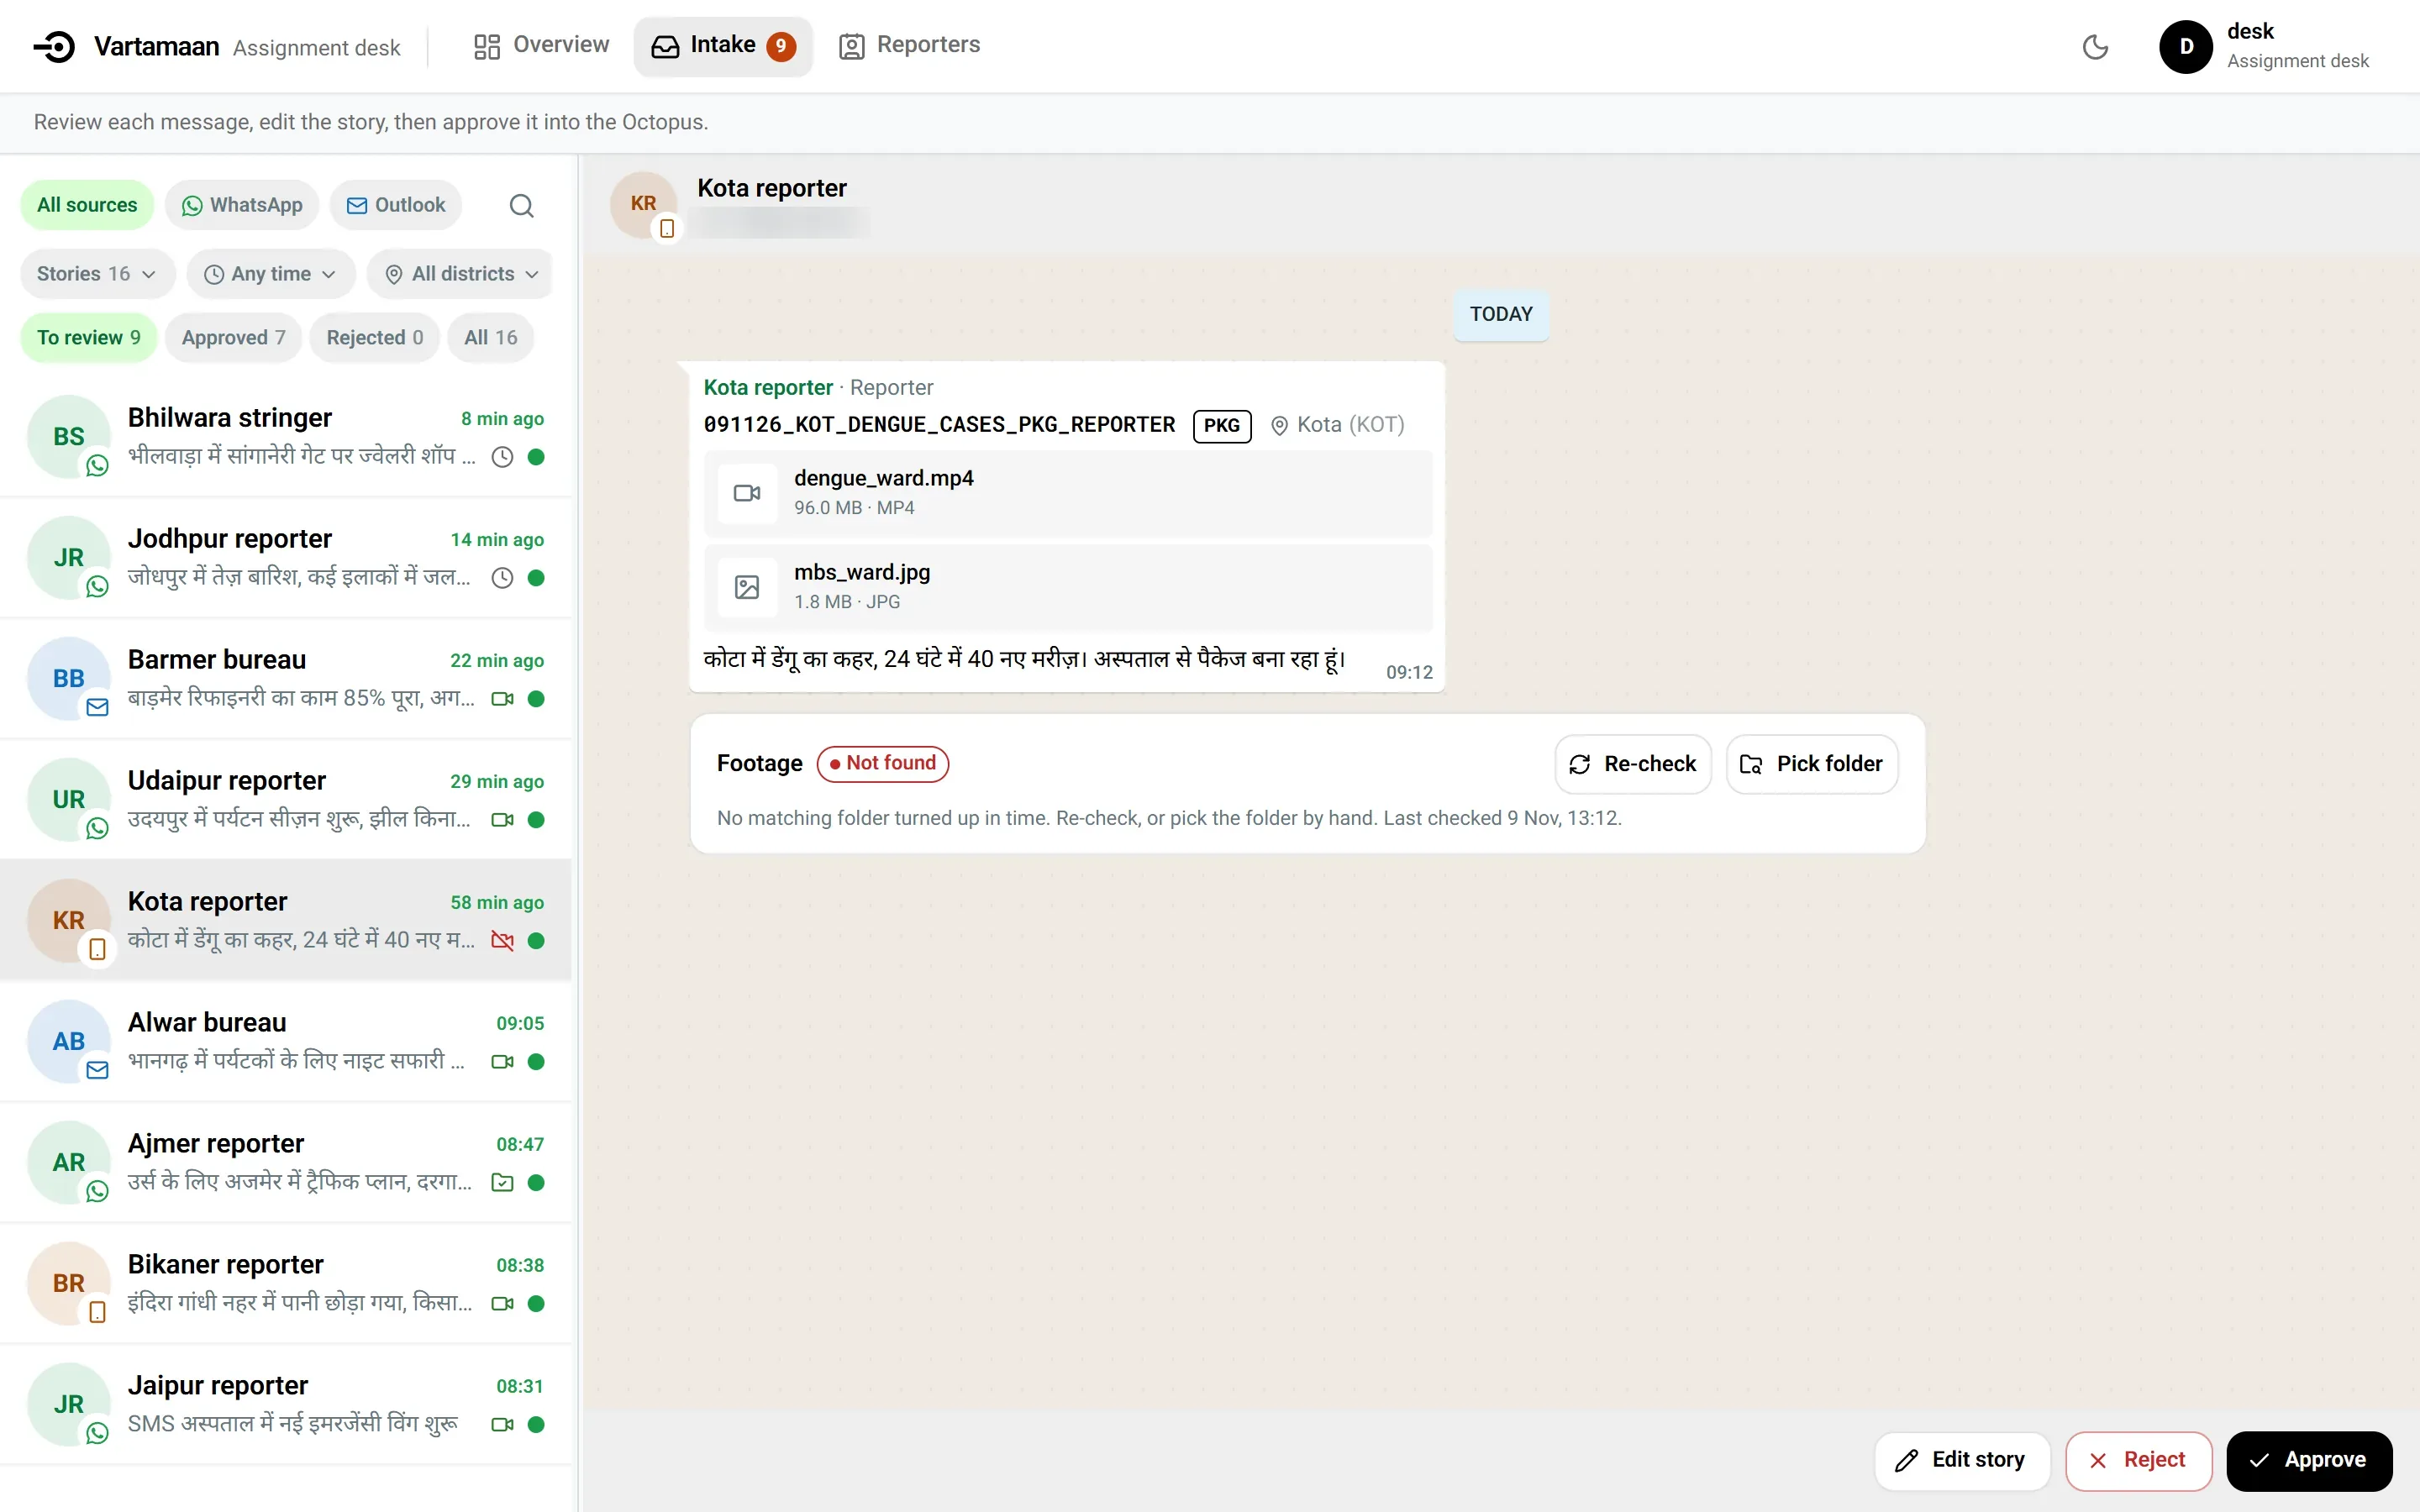 Vartamaan Assignment desk
Overview
Intake 9
Reporters
D
desk
Assignment desk
Review each message, edit the story, then approve it into the Octopus.
All sources
WhatsApp
Outlook
Stories 16
Any time
All districts
To review 9
Approved 7
Rejected 0
All 16
BS
Bhilwara stringer
8 min ago
भीलवाड़ा में सांगानेरी गेट पर ज्वेलरी शॉप ...
JR
Jodhpur reporter
14 min ago
जोधपुर में तेज़ बारिश, कई इलाकों में जल...
BB
Barmer bureau
22 min ago
बाड़मेर रिफाइनरी का काम 85% पूरा, अग...
UR
Udaipur reporter
29 min ago
उदयपुर में पर्यटन सीज़न शुरू, झील किना...
KR
Kota reporter
58 min ago
कोटा में डेंगू का कहर, 24 घंटे में 40 नए म...
AB
Alwar bureau
09:05
भानगढ़ में पर्यटकों के लिए नाइट सफारी ...
AR
Ajmer reporter
08:47
उर्स के लिए अजमेर में ट्रैफिक प्लान, दरगा...
BR
Bikaner reporter
08:38
इंदिरा गांधी नहर में पानी छोड़ा गया, किसा...
JR
Jaipur reporter
08:31
SMS अस्पताल में नई इमरजेंसी विंग शुरू
KR
Kota reporter
TODAY
Kota reporter · Reporter
091126_KOT_DENGUE_CASES_PKG_REPORTER PKG Kota (KOT)
dengue_ward.mp4
96.0 MB · MP4
mbs_ward.jpg
1.8 MB · JPG
कोटा में डेंगू का कहर, 24 घंटे में 40 नए मरीज़। अस्पताल से पैकेज बना रहा हूं।
09:12
Footage
Not found
Re-check
Pick folder
No matching folder turned up in time. Re-check, or pick the folder by hand. Last checked 9 Nov, 13:12.
Edit story
Reject
Approve